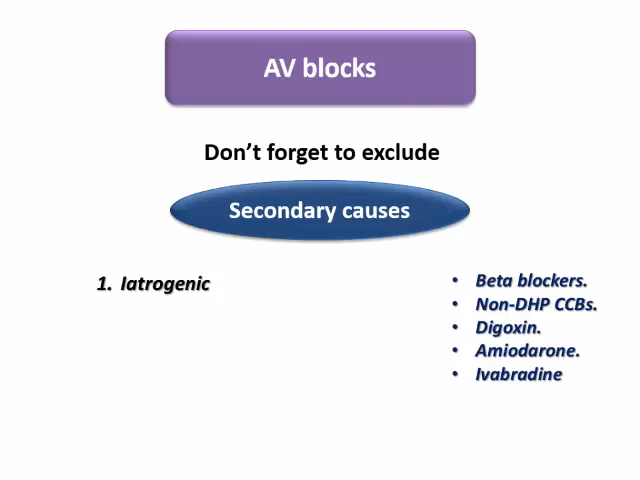 AV blocks
Don't forget to exclude
Secondary causes
1. Iatrogenic
• Beta blockers.
• Non-DHP CCBs.
• Digoxin.
• Amiodarone.
• Ivabradine